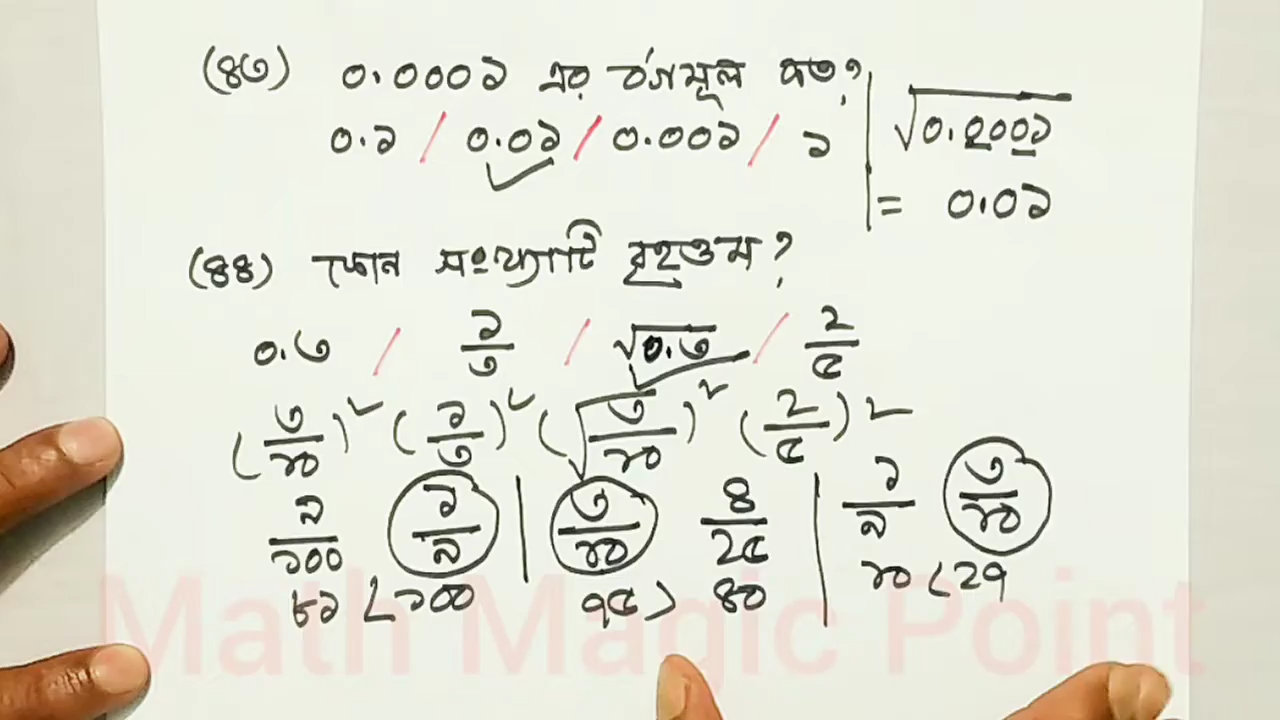 (৪৩) ০.০০০১ এর বর্গমূল কত?
০.১ / ০.০১ / ০.০০১ / ১
√০.০০০১
= ০.০১
(৪৪) কোন সংখ্যাটি বৃহত্তম?
০.৩ / ১/৩ / √০.৩ / ২/৫
(৩/১০)² (১/৩)² (√৩/১০)² (২/৫)²
৯/১০০ ১/৯ | ৩/১০ ৪/২৫ | ১/৯ ৩/১০
৮১ < ১০০ ৭৫ > ৪০ ১০ < ২৭
Math Magic Point